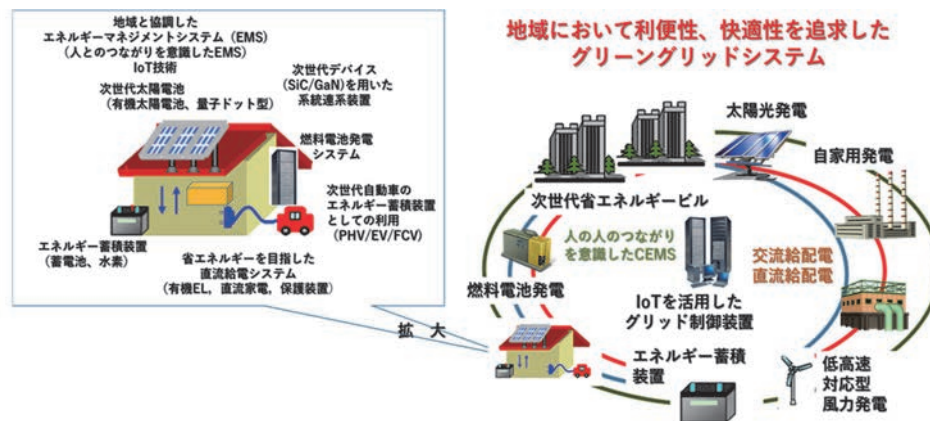 地域と協調した
エネルギーマネジメントシステム（EMS）
（人とのつながりを意識したEMS）
IoT技術
次世代太陽電池
（有機太陽電池、量子ドット型）
次世代デバイス
（SiC/GaN）を用いた
系統連系装置
燃料電池発電
システム
次世代自動車の
エネルギー蓄積装置
としての利用
（PHV/EV/FCV）
エネルギー蓄積装置
（蓄電池、水素）
省エネルギーを目指した
直流給電システム
（有機EL，直流家電，保護装置）
拡 大
地域において利便性、快適性を追求した
グリーングリッドシステム
太陽光発電
自家用発電
次世代省エネルギービル
人の人のつながり
を意識したCEMS
交流給配電
直流給配電
燃料電池発電
IoTを活用した
グリッド制御装置
エネルギー蓄積
装置
低高速
対応型
風力発電